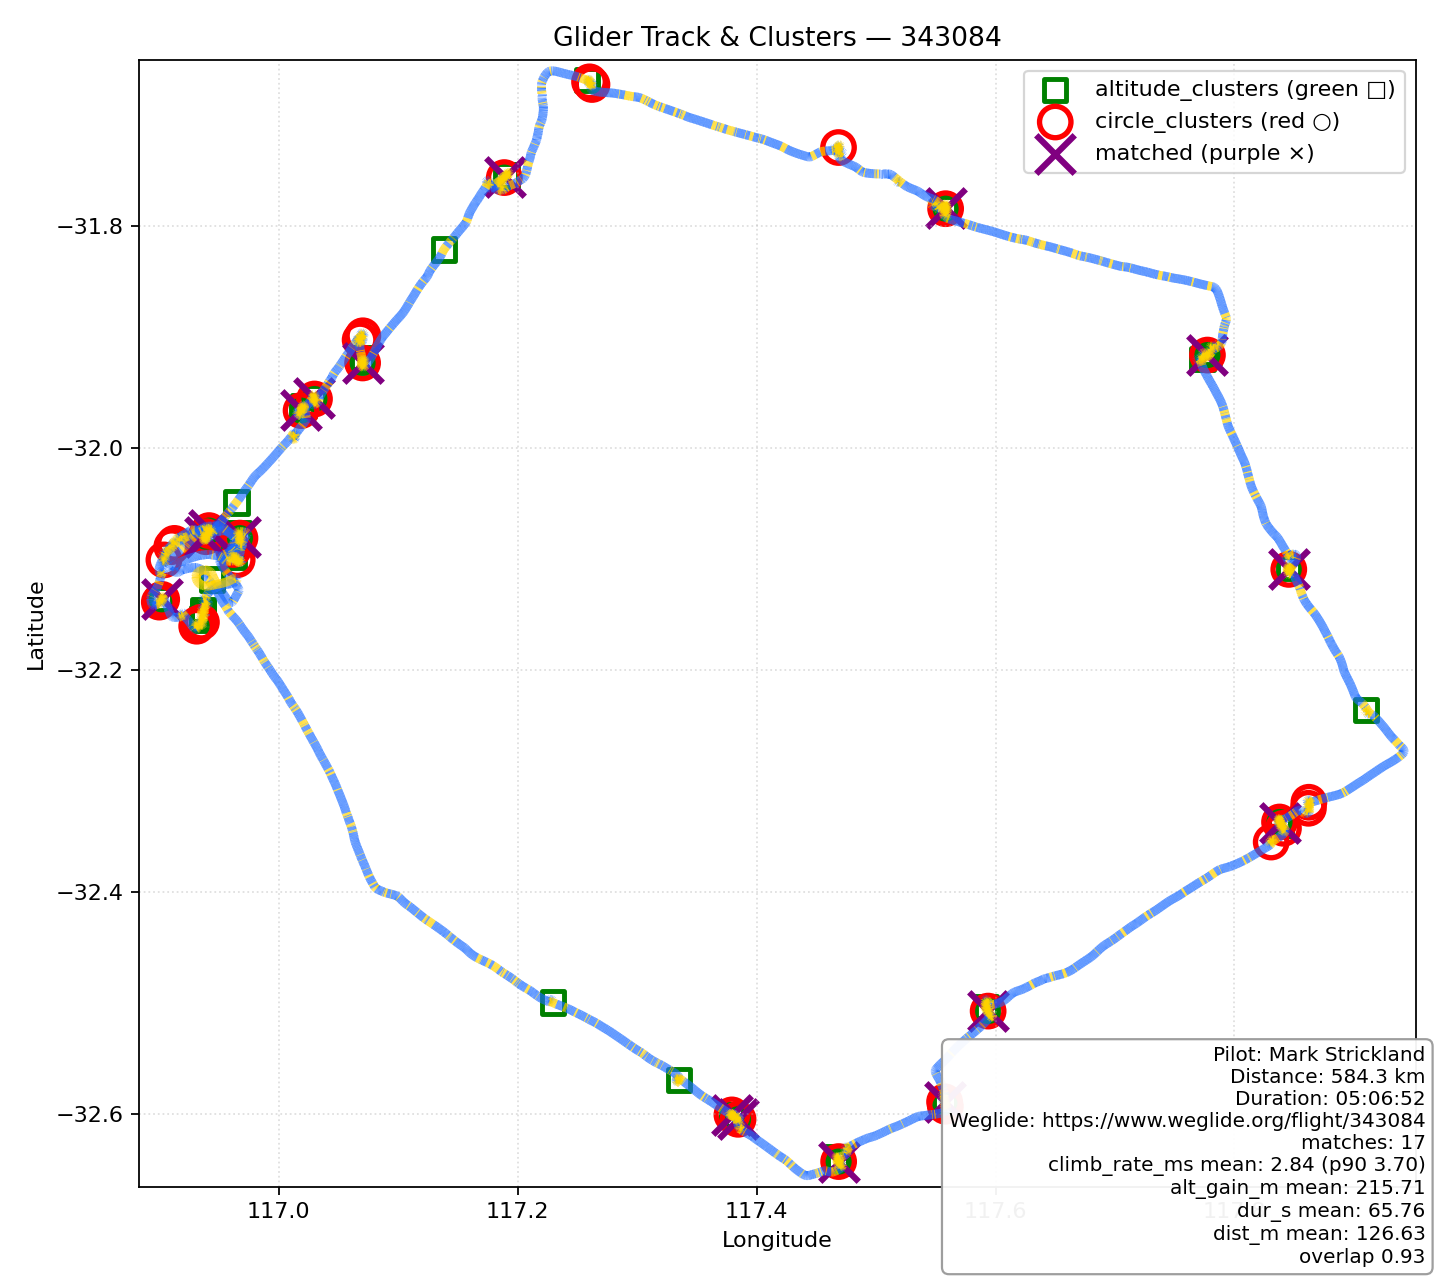 Glider Track & Clusters — 343084
altitude_clusters (green □)
circle_clusters (red ○)
matched (purple ×)
−31.8
−32.0
−32.2
−32.4
−32.6
Latitude
117.0
117.2
117.4
117.6
Longitude
Pilot: Mark Strickland
Distance: 584.3 km
Duration: 05:06:52
Weglide: https://www.weglide.org/flight/343084
matches: 17
climb_rate_ms mean: 2.84 (p90 3.70)
alt_gain_m mean: 215.71
dur_s mean: 65.76
dist_m mean: 126.63
overlap 0.93